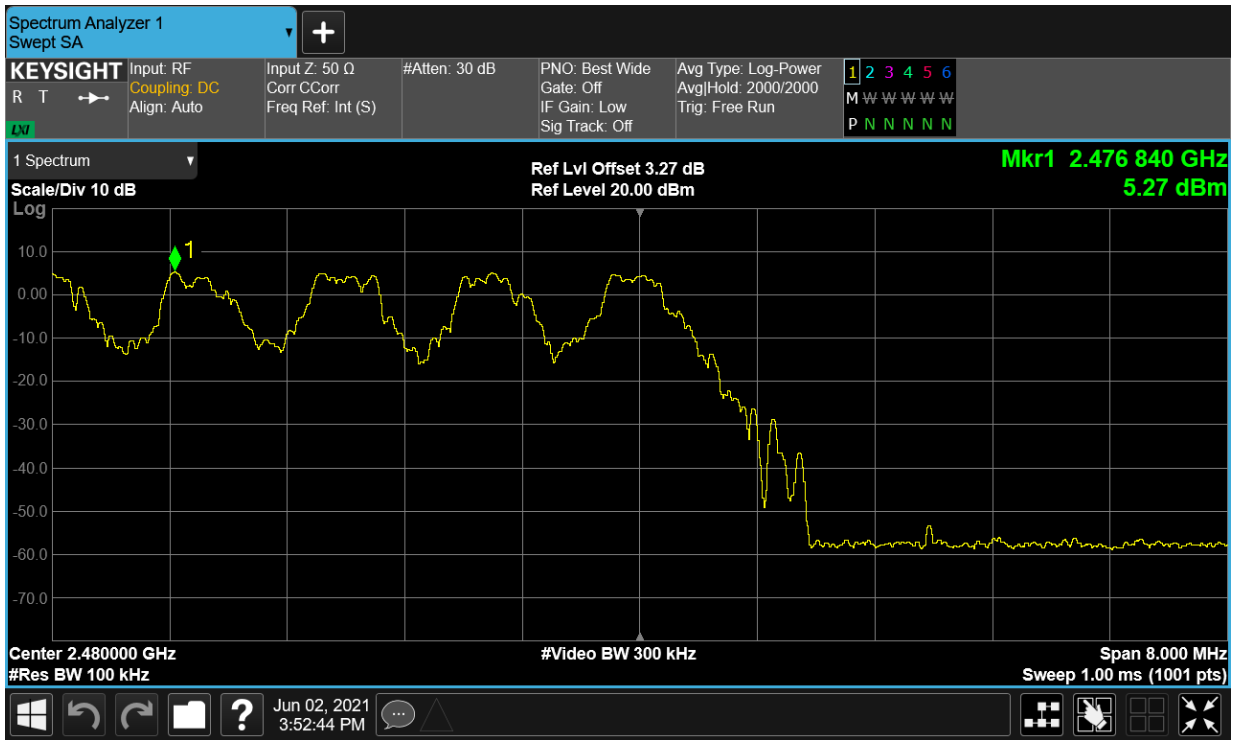 Spectrum Analyzer 1
Swept SA
KEYSIGHT
R T
LXI
Input: RF
Coupling: DC
Align: Auto
Input Z: 50 Ω
Corr CCorr
Freq Ref: Int (S)
#Atten: 30 dB
PNO: Best Wide
Gate: Off
IF Gain: Low
Sig Track: Off
Avg Type: Log-Power
Avg|Hold: 2000/2000
Trig: Free Run
1 2 3 4 5 6
M W W W W W
P N N N N N
1 Spectrum
Scale/Div 10 dB
Log
Ref Lvl Offset 3.27 dB
Ref Level 20.00 dBm
Mkr1 2.476 840 GHz
5.27 dBm
1
10.0
0.00
-10.0
-20.0
-30.0
-40.0
-50.0
-60.0
-70.0
Center 2.480000 GHz
#Res BW 100 kHz
#Video BW 300 kHz
Span 8.000 MHz
Sweep 1.00 ms (1001 pts)
?
Jun 02, 2021
3:52:44 PM